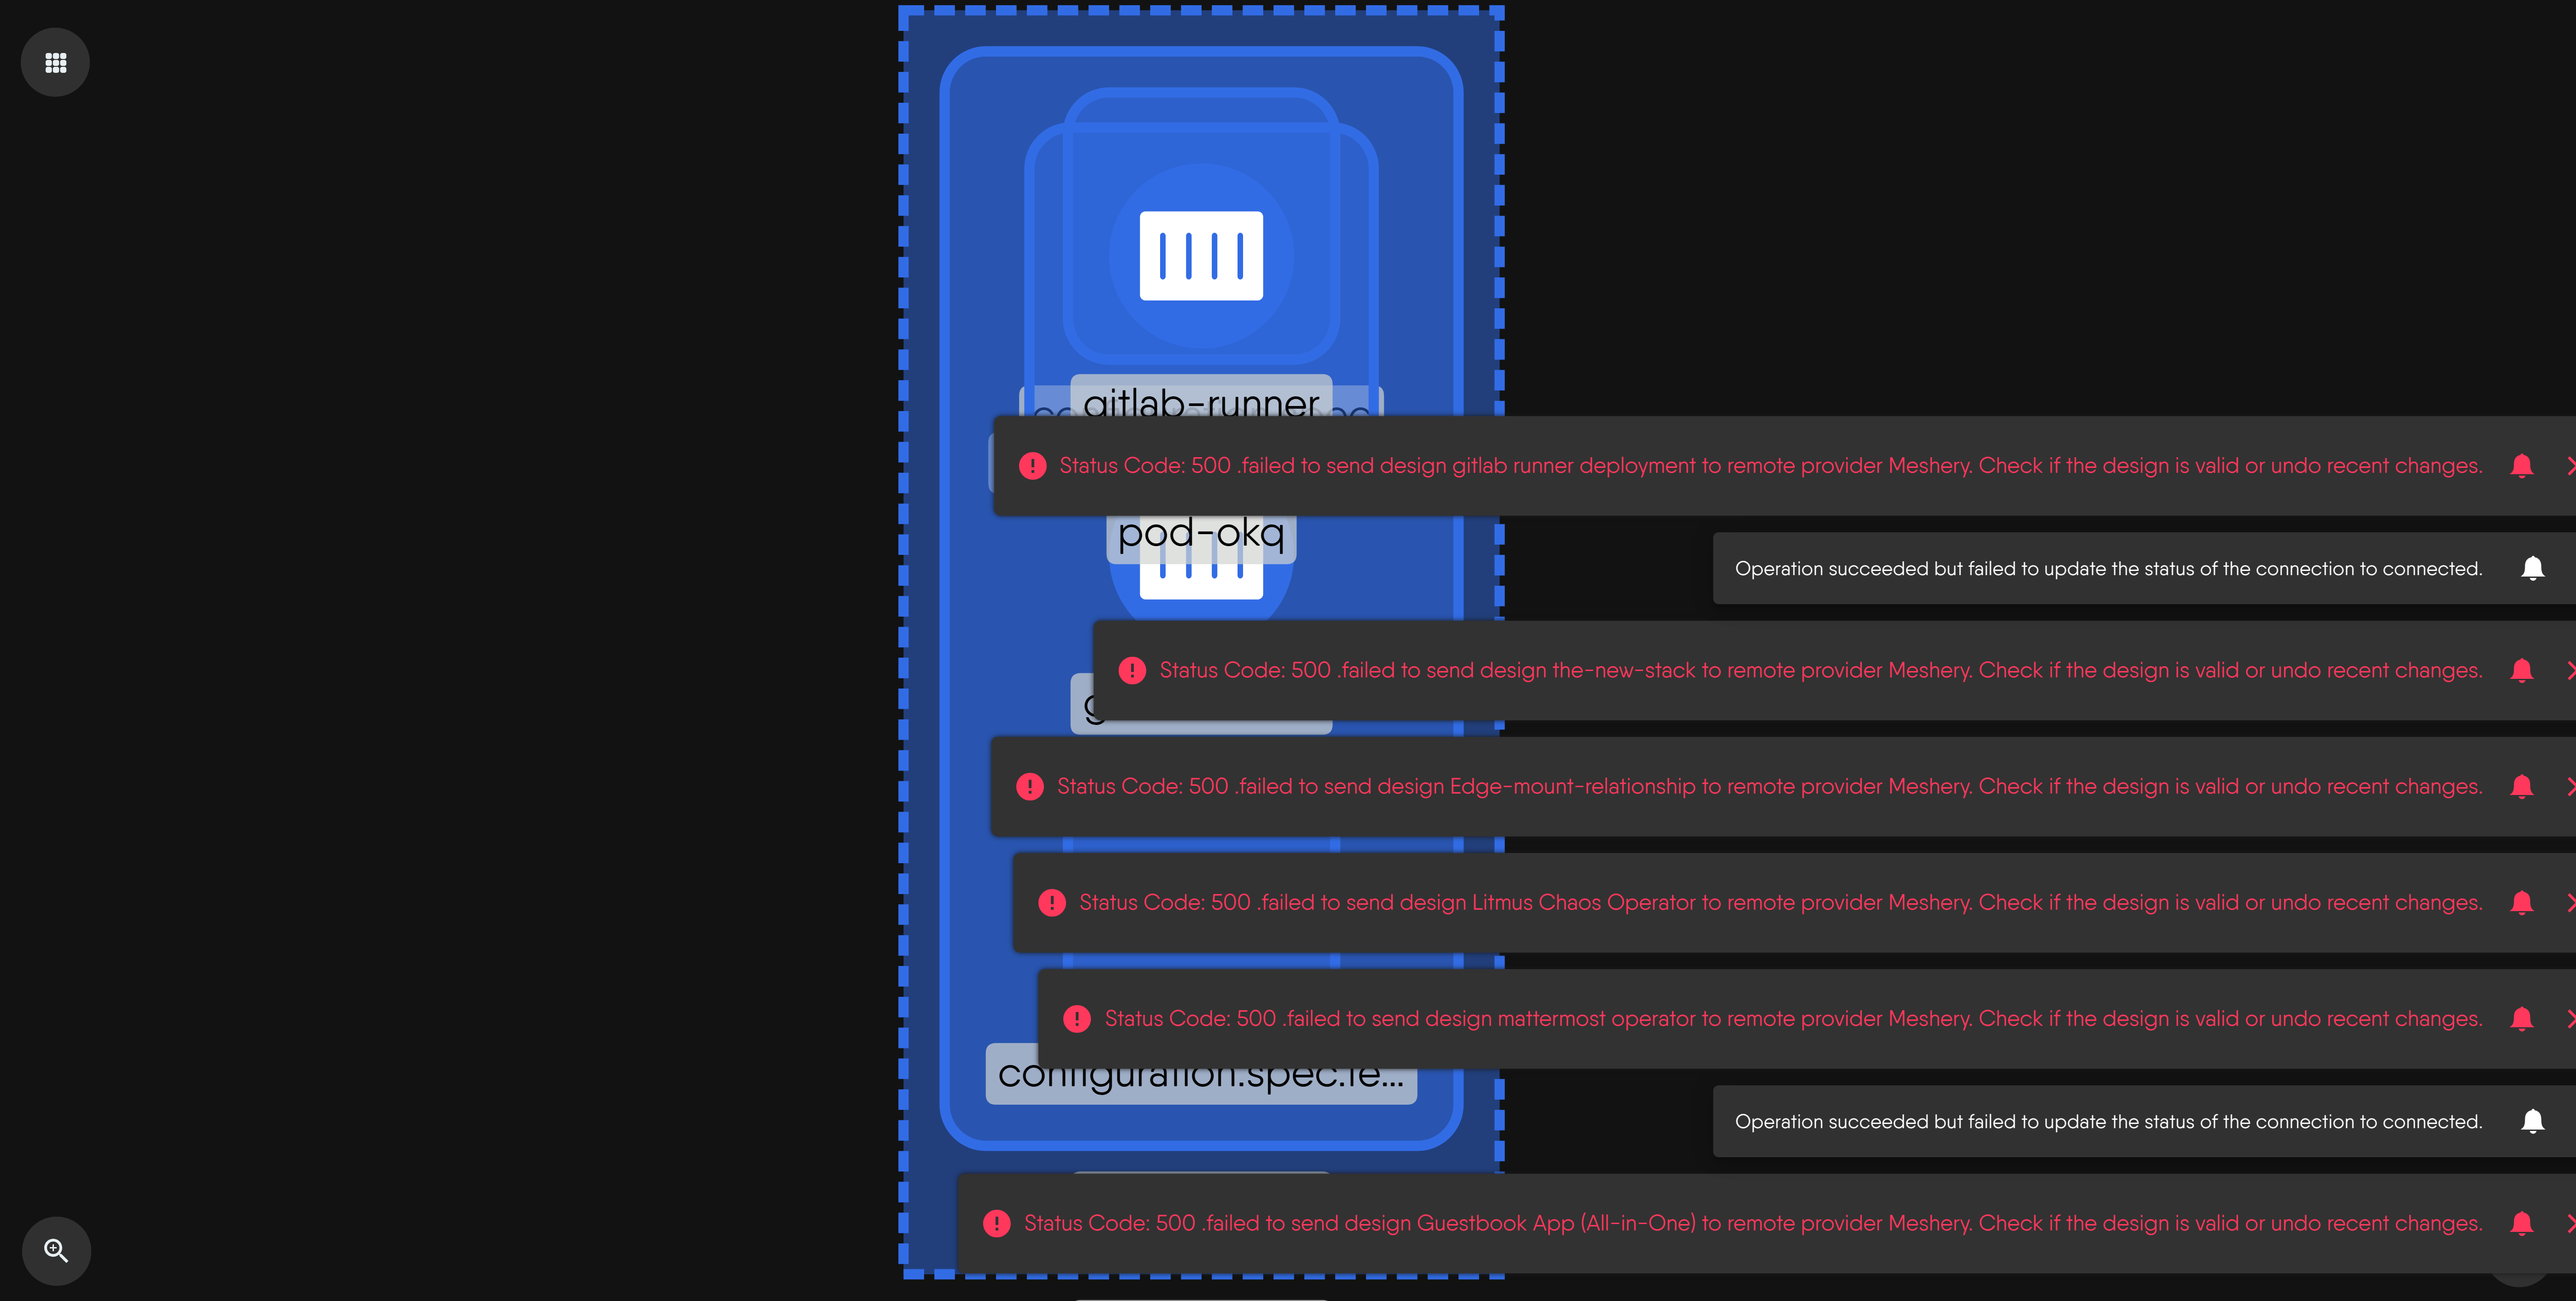 gitlab-runner
Status Code: 500 .failed to send design gitlab runner deployment to remote provider Meshery. Check if the design is valid or undo recent changes.
pod-okq
Operation succeeded but failed to update the status of the connection to connected.
Status Code: 500 .failed to send design the-new-stack to remote provider Meshery. Check if the design is valid or undo recent changes.
g
Status Code: 500 .failed to send design Edge-mount-relationship to remote provider Meshery. Check if the design is valid or undo recent changes.
Status Code: 500 .failed to send design Litmus Chaos Operator to remote provider Meshery. Check if the design is valid or undo recent changes.
Status Code: 500 .failed to send design mattermost operator to remote provider Meshery. Check if the design is valid or undo recent changes.
configuration.spec.te...
Operation succeeded but failed to update the status of the connection to connected.
Status Code: 500 .failed to send design Guestbook App (All-in-One) to remote provider Meshery. Check if the design is valid or undo recent changes.